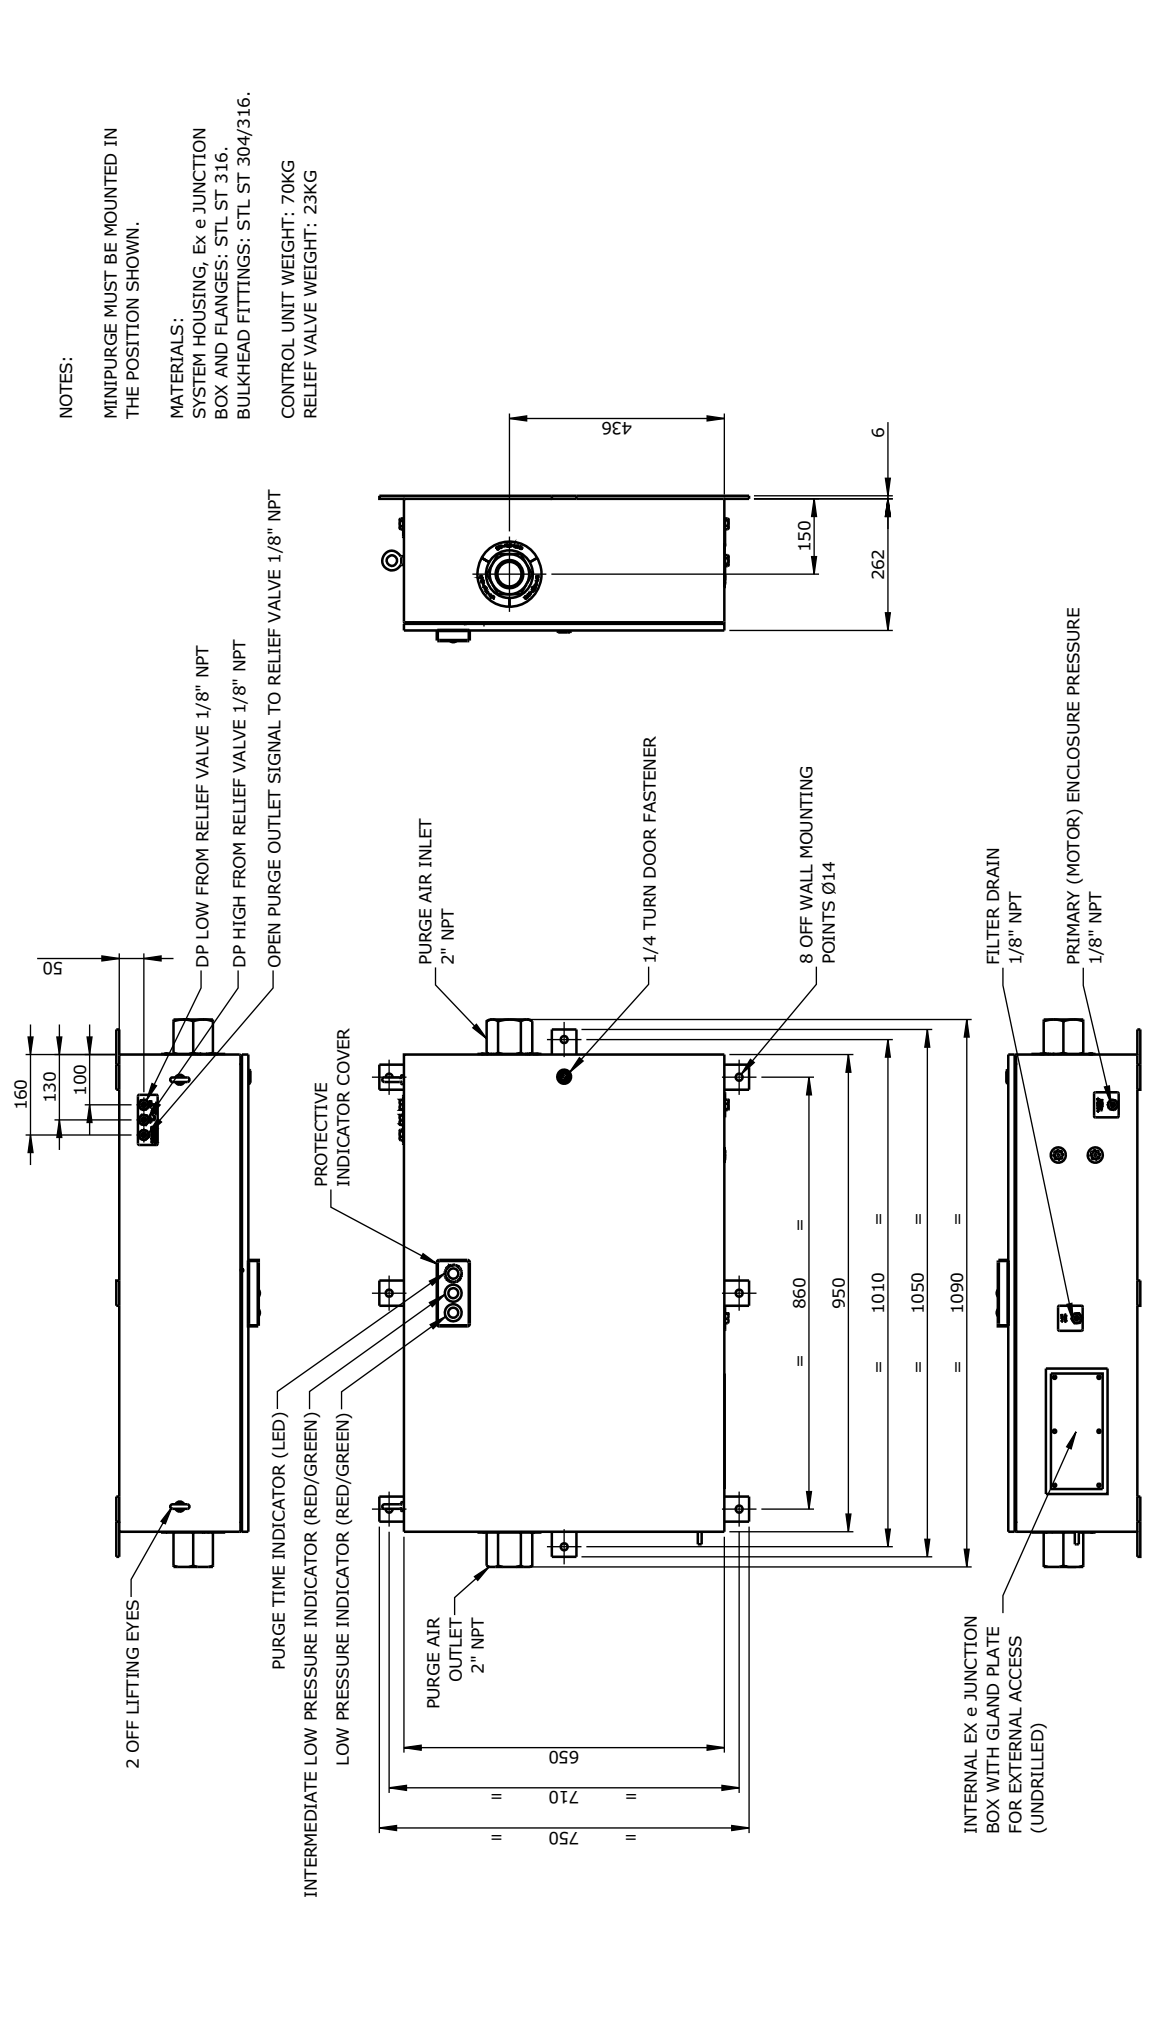 NOTES:
MINIPURGE MUST BE MOUNTED IN
THE POSITION SHOWN.
MATERIALS:
SYSTEM HOUSING, Ex e JUNCTION
BOX AND FLANGES: STL ST 316.
BULKHEAD FITTINGS: STL ST 304/316.
CONTROL UNIT WEIGHT: 70KG
RELIEF VALVE WEIGHT: 23KG
2 OFF LIFTING EYES
160
130
100
50
DP LOW FROM RELIEF VALVE 1/8" NPT
DP HIGH FROM RELIEF VALVE 1/8" NPT
OPEN PURGE OUTLET SIGNAL TO RELIEF VALVE 1/8" NPT
PURGE TIME INDICATOR (LED)
INTERMEDIATE LOW PRESSURE INDICATOR (RED/GREEN)
LOW PRESSURE INDICATOR (RED/GREEN)
PROTECTIVE
INDICATOR COVER
PURGE AIR INLET
2" NPT
PURGE AIR
OUTLET
2" NPT
1/4 TURN DOOR FASTENER
8 OFF WALL MOUNTING
POINTS Ø14
650
= 710 =
= 750 =
= 860 =
950
= 1010 =
= 1050 =
= 1090 =
436
150
262
6
INTERNAL EX e JUNCTION
BOX WITH GLAND PLATE
FOR EXTERNAL ACCESS
(UNDRILLED)
FILTER DRAIN
1/8" NPT
PRIMARY (MOTOR) ENCLOSURE PRESSURE
1/8" NPT